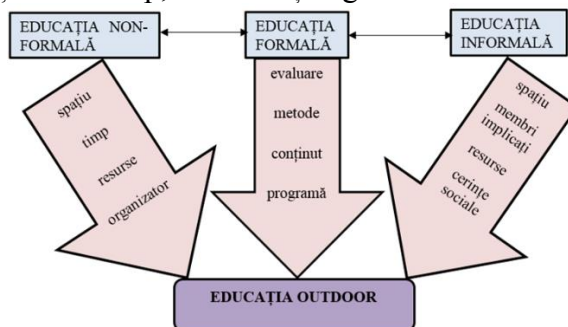 EDUCAȚIA NON-
FORMALĂ
EDUCAȚIA
FORMALĂ
EDUCAȚIA
INFORMALĂ
spațiu
timp
resurse
organizator
evaluare
metode
conținut
programă
spațiu
membri
implicați
resurse
cerințe
sociale
EDUCAȚIA OUTDOOR